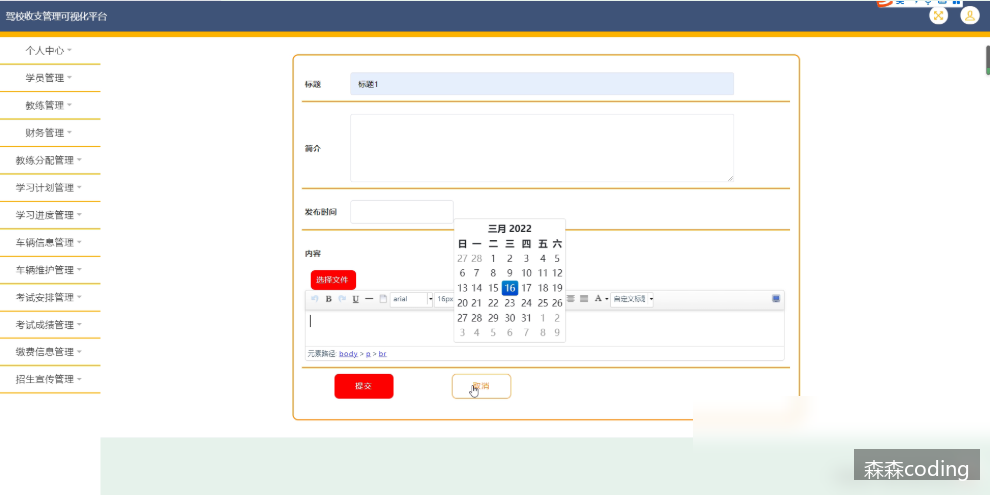 驾校收支管理可视化平台
个人中心
学员管理
教练管理
财务管理
教练分配管理
学习计划管理
学习进度管理
车辆信息管理
车辆维护管理
考试安排管理
考试成绩管理
缴费信息管理
招生宣传管理
标题
标题1
简介
发布时间
三月 2022
日 一 二 三 四 五 六
27 28 1 2 3 4 5
6 7 8 9 10 11 12
13 14 15 16 17 18 19
20 21 22 23 24 25 26
27 28 29 30 31 1 2
3 4 5 6 7 8 9
内容
选择文件
B U arial 16px A 自定义标题
元素路径: body > p > br
提交
取消
森森coding